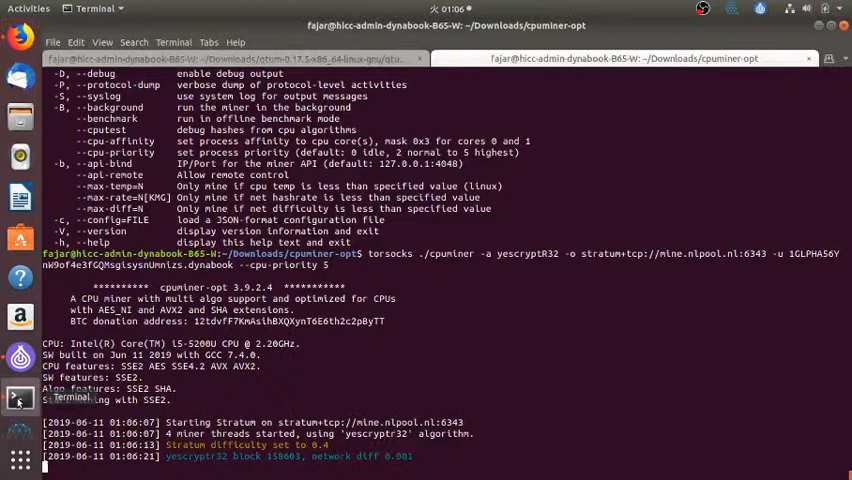 Activities
Terminal
火 01:06
fajar@hicc-admin-dynabook-B65-W: ~/Downloads/cpuminer-opt
File Edit View Search Terminal Tabs Help
fajar@hicc-admin-dynabook-B65-W: ~/Downloads/qtum-0.17.5-x86_64-linux-gnu/qtu...
fajar@hicc-admin-dynabook-B65-W: ~/Downloads/cpuminer-opt
-D, --debug enable debug output
-P, --protocol-dump verbose dump of protocol-level activities
-S, --syslog use system log for output messages
-B, --background run the miner in the background
--benchmark run in offline benchmark mode
--cputest debug hashes from cpu algorithms
--cpu-affinity set process affinity to cpu core(s), mask 0x3 for cores 0 and 1
--cpu-priority set process priority (default: 0 idle, 2 normal to 5 highest)
-b, --api-bind IP/Port for the miner API (default: 127.0.0.1:4048)
--api-remote Allow remote control
--max-temp=N Only mine if cpu temp is less than specified value (linux)
--max-rate=N[KMG] Only mine if net hashrate is less than specified value
--max-diff=N Only mine if net difficulty is less than specified value
-c, --config=FILE load a JSON-format configuration file
-V, --version display version information and exit
-h, --help display this help text and exit
fajar@hicc-admin-dynabook-B65-W:~/Downloads/cpuminer-opt$ torsocks ./cpuminer -a yescryptR32 -o stratum+tcp://mine.nlpool.nl:6343 -u 1GLPHA56Y
nW9of4e3fGQMsgisysnUmnizs.dynabook --cpu-priority 5
********** cpuminer-opt 3.9.2.4 ***********
A CPU miner with multi algo support and optimized for CPUs
with AES_NI and AVX2 and SHA extensions.
BTC donation address: 12tdvfF7KmAsihBXQXynT6E6th2c2pByTT
CPU: Intel(R) Core(TM) i5-5200U CPU @ 2.20GHz.
SW built on Jun 11 2019 with GCC 7.4.0.
CPU features: SSE2 AES SSE4.2 AVX AVX2.
SW features: SSE2.
Algo features: SSE2 SHA.
Terminal
mining with SSE2.
[2019-06-11 01:06:07] Starting Stratum on stratum+tcp://mine.nlpool.nl:6343
[2019-06-11 01:06:07] 4 miner threads started, using 'yescryptr32' algorithm.
[2019-06-11 01:06:13] Stratum difficulty set to 0.4
[2019-06-11 01:06:21] yescryptr32 block 158603, network diff 0.001